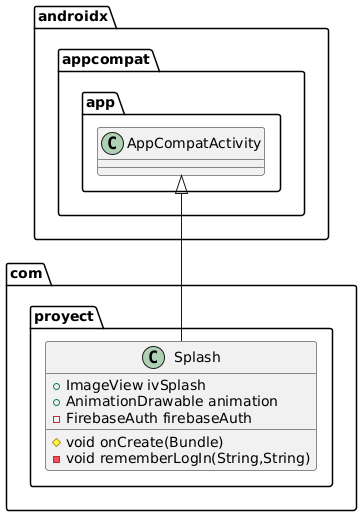 androidx
appcompat
app
C AppCompatActivity
com
proyect
C Splash
ImageView ivSplash
AnimationDrawable animation
FirebaseAuth firebaseAuth
void onCreate(Bundle)
void rememberLogIn(String,String)